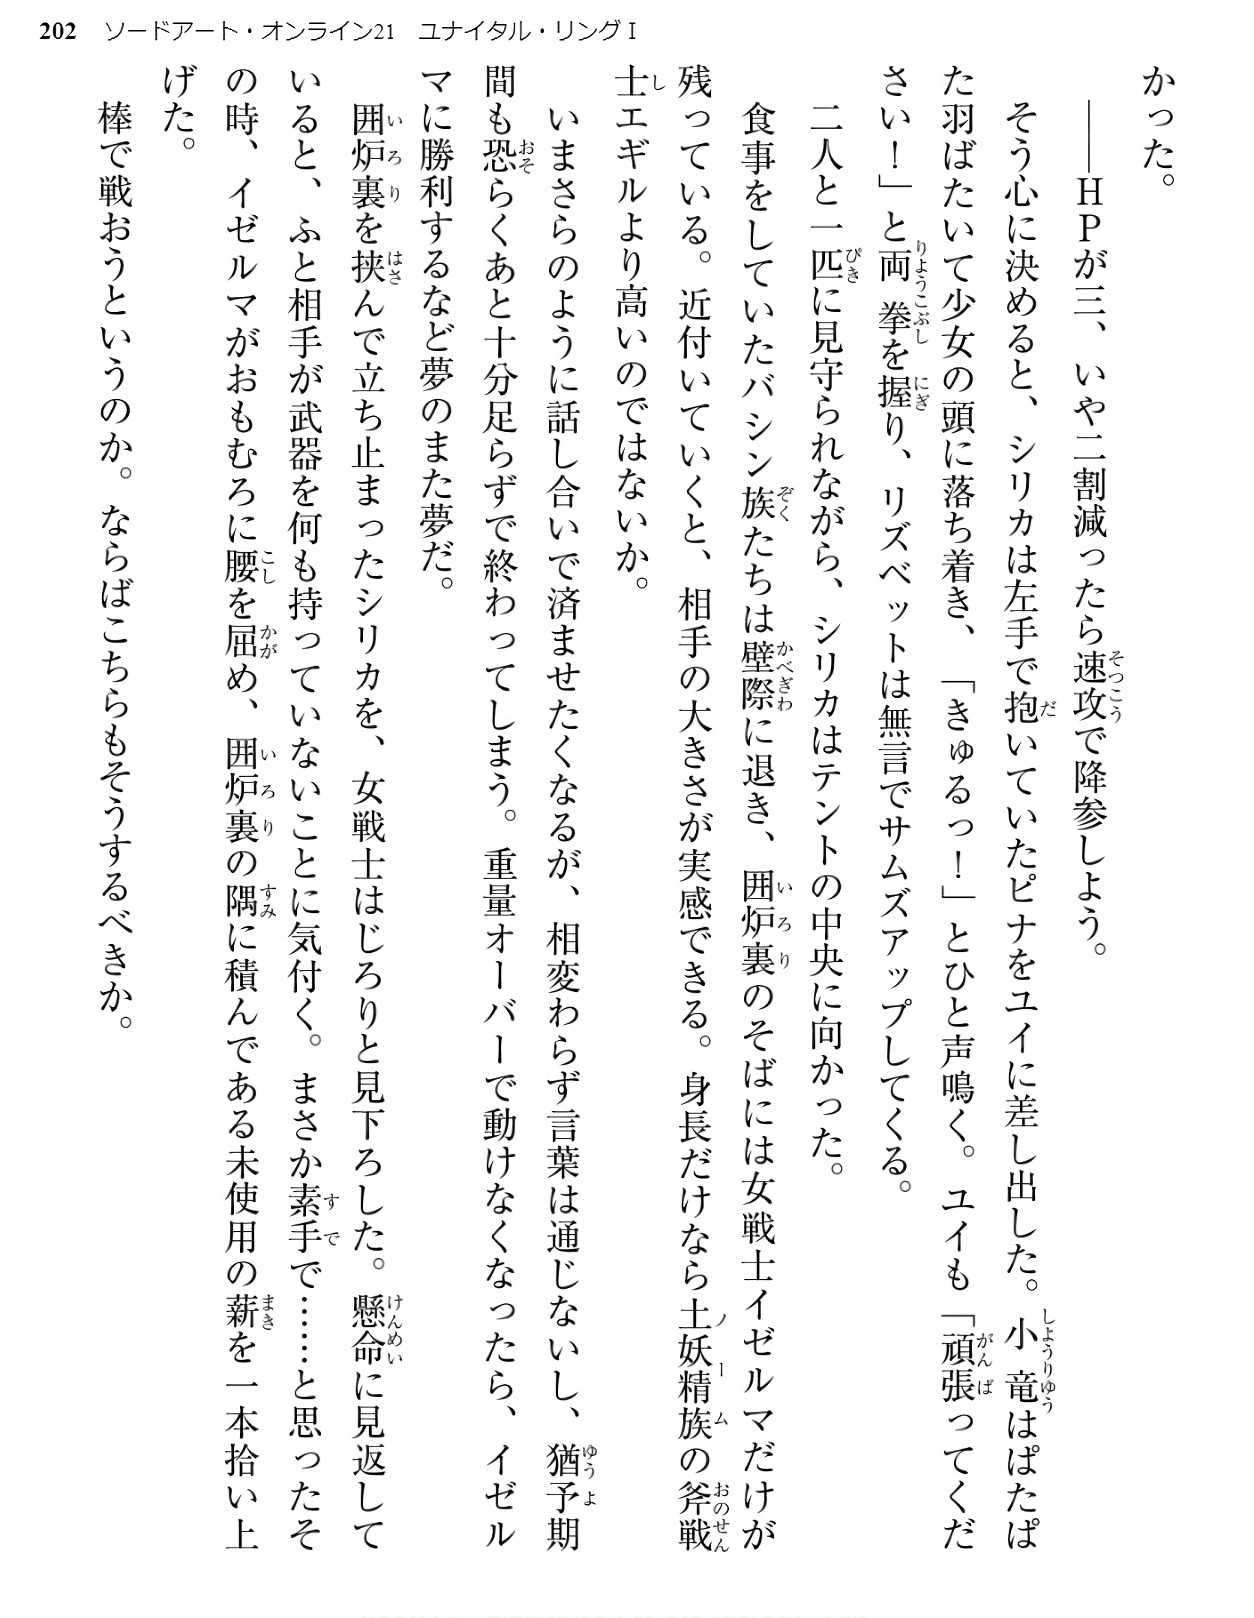 202 ソードアート・オンライン21 ユナイタル・リングⅠ
かった。
――HPが三、いや二割減ったら速攻で降参しよう。
そう心に決めると、シリカは左手で抱いていたピナをユイに差し出した。小竜はぱたぱ
た羽ばたいて少女の頭に落ち着き、「きゅるっ！」とひと声鳴く。ユイも「頑張ってくだ
さい！」と両拳を握り、リズベットは無言でサムズアップしてくる。
二人と一匹に見守られながら、シリカはテントの中央に向かった。
食事をしていたバシン族たちは壁際に退き、囲炉裏のそばには女戦士イゼルマだけが
残っている。近付いていくと、相手の大きさが実感できる。身長だけなら土妖精族の斧戦
士エギルより高いのではないか。
いまさらのように話し合いで済ませたくなるが、相変わらず言葉は通じないし、猶予期
間も恐らくあと十分足らずで終わってしまう。重量オーバーで動けなくなったら、イゼル
マに勝利するなど夢のまた夢だ。
囲炉裏を挟んで立ち止まったシリカを、女戦士はじろりと見下ろした。懸命に見返して
いると、ふと相手が武器を何も持っていないことに気付く。まさか素手で……と思ったそ
の時、イゼルマがおもむろに腰を屈め、囲炉裏の隅に積んである未使用の薪を一本拾い上
げた。
棒で戦おうというのか。ならばこちらもそうするべきか。